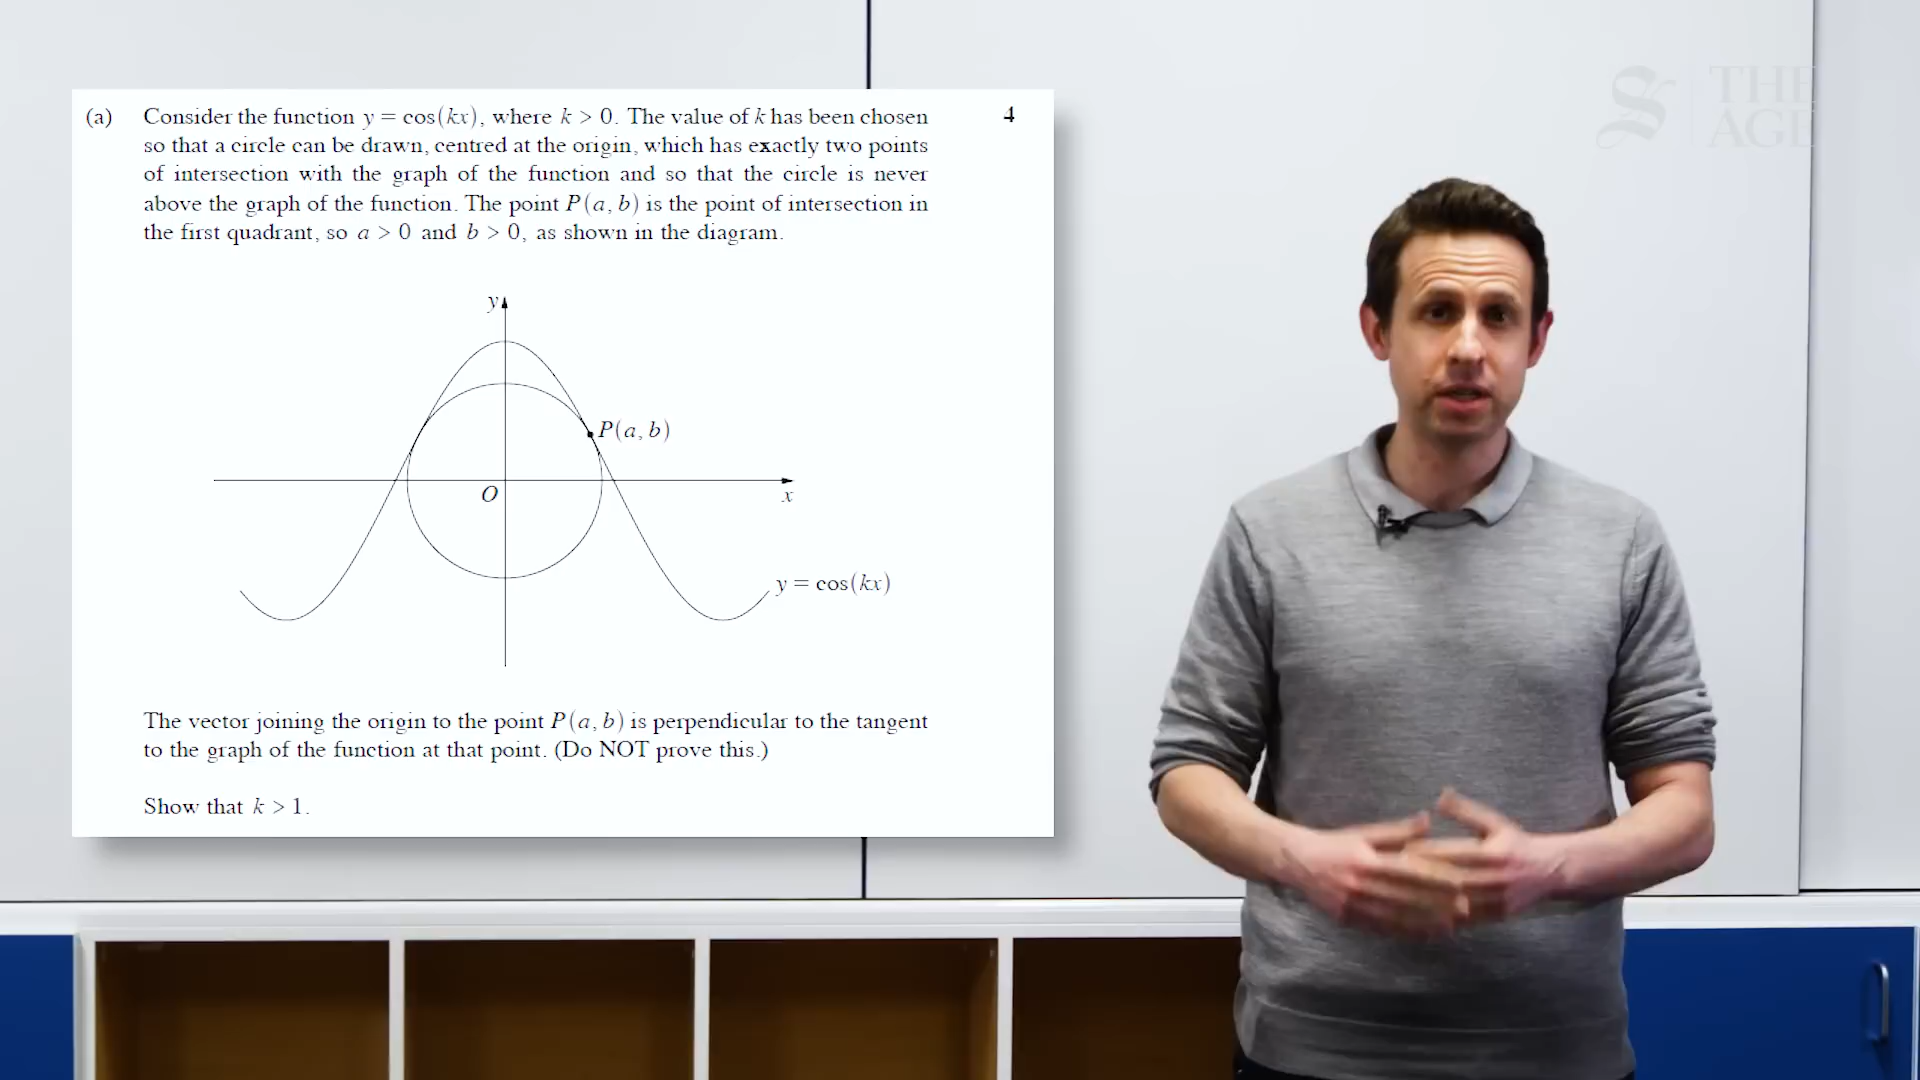 (a) Consider the function y = cos(kx), where k > 0. The value of k has been chosen 4
so that a circle can be drawn, centred at the origin, which has exactly two points
of intersection with the graph of the function and so that the circle is never
above the graph of the function. The point P(a, b) is the point of intersection in
the first quadrant, so a > 0 and b > 0, as shown in the diagram.
y
P(a, b)
O
x
y = cos(kx)
The vector joining the origin to the point P(a, b) is perpendicular to the tangent
to the graph of the function at that point. (Do NOT prove this.)
Show that k > 1.
THE
AGE